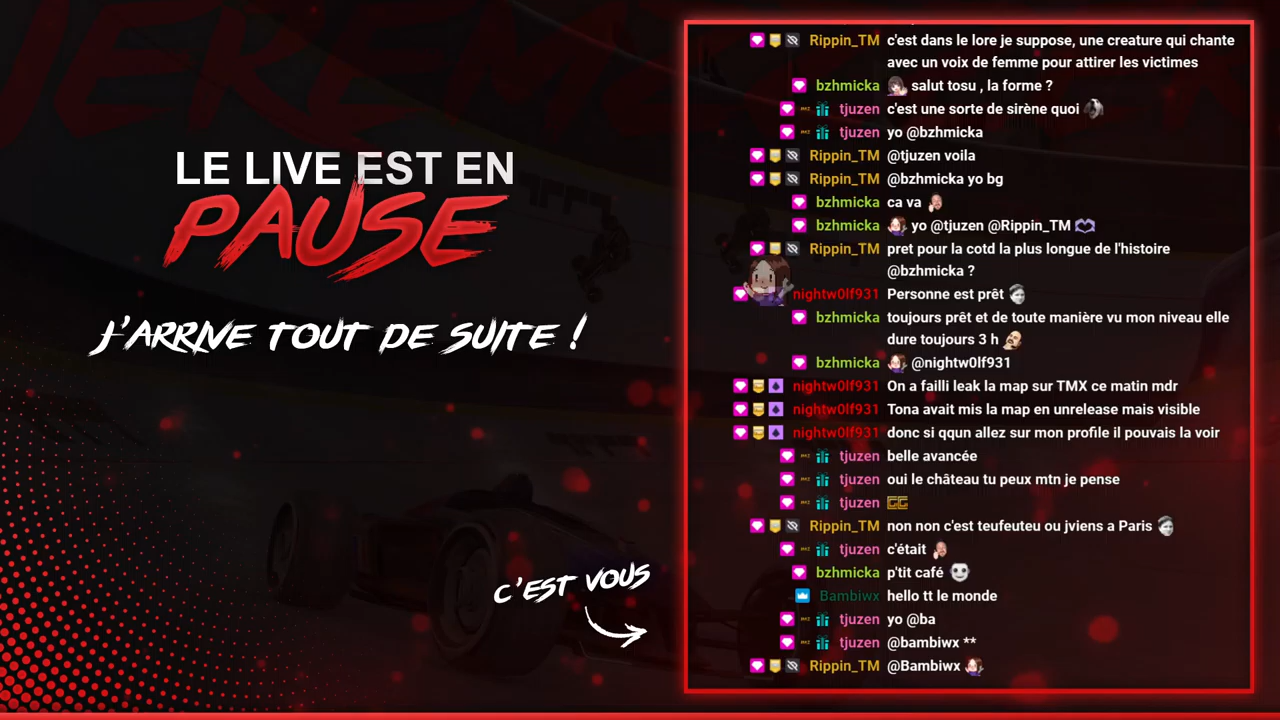 LE LIVE EST EN
PAUSE
J'ARRIVE TOUT DE SUITE !
C'EST VOUS
Rippin_TM c'est dans le lore je suppose, une creature qui chante
avec un voix de femme pour attirer les victimes
bzhmicka salut tosu , la forme ?
tjuzen c'est une sorte de sirène quoi
tjuzen yo @bzhmicka
Rippin_TM @tjuzen voila
Rippin_TM @bzhmicka yo bg
bzhmicka ca va
bzhmicka yo @tjuzen @Rippin_TM
Rippin_TM pret pour la cotd la plus longue de l'histoire
@bzhmicka ?
nightw0lf931 Personne est prêt
bzhmicka toujours prêt et de toute manière vu mon niveau elle
dure toujours 3 h
bzhmicka @nightw0lf931
nightw0lf931 On a failli leak la map sur TMX ce matin mdr
nightw0lf931 Tona avait mis la map en unrelease mais visible
nightw0lf931 donc si qqun allez sur mon profile il pouvais la voir
tjuzen belle avancée
tjuzen oui le château tu peux mtn je pense
tjuzen GG
Rippin_TM non non c'est teufeuteu ou jviens a Paris
tjuzen c'était
bzhmicka p'tit café
Bambiwx hello tt le monde
tjuzen yo @ba
tjuzen @bambiwx **
Rippin_TM @Bambiwx